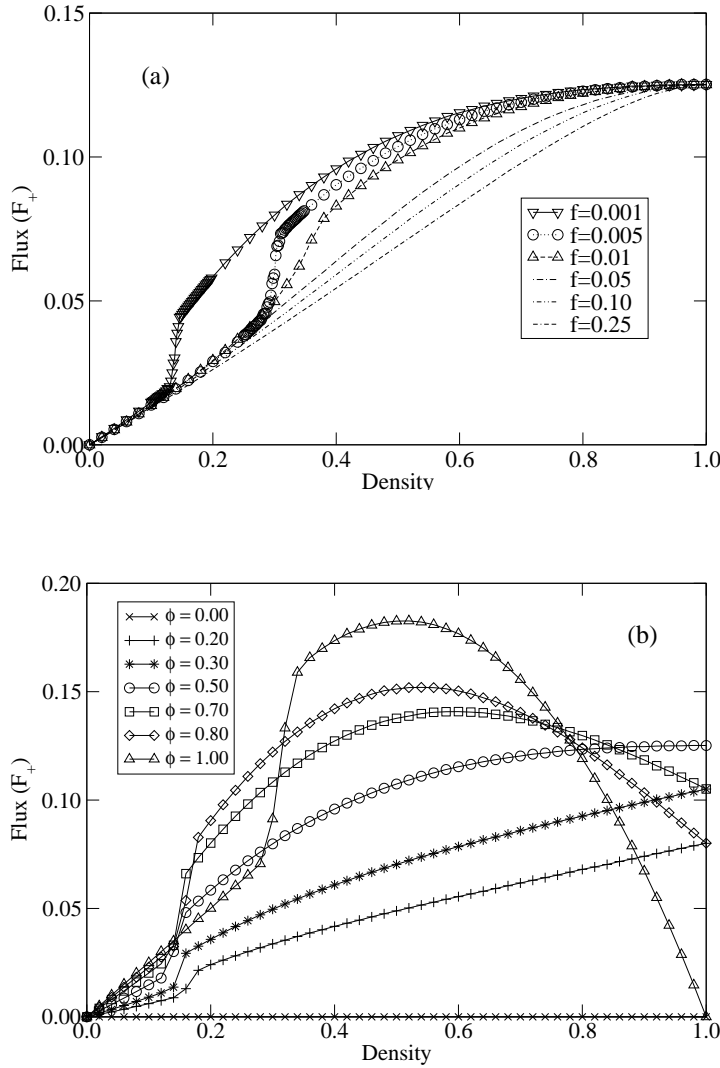 0.15
(a)
0.10
0.05
0.00
Flux (F₊)
f=0.001
f=0.005
f=0.01
f=0.05
f=0.10
f=0.25
0.0 0.2 0.4 0.6 0.8 1.0
Density
0.20
0.15
0.10
0.05
0.00
Flux (F₊)
ϕ = 0.00
ϕ = 0.20
ϕ = 0.30
ϕ = 0.50
ϕ = 0.70
ϕ = 0.80
ϕ = 1.00
(b)
0.0 0.2 0.4 0.6 0.8 1.0
Density